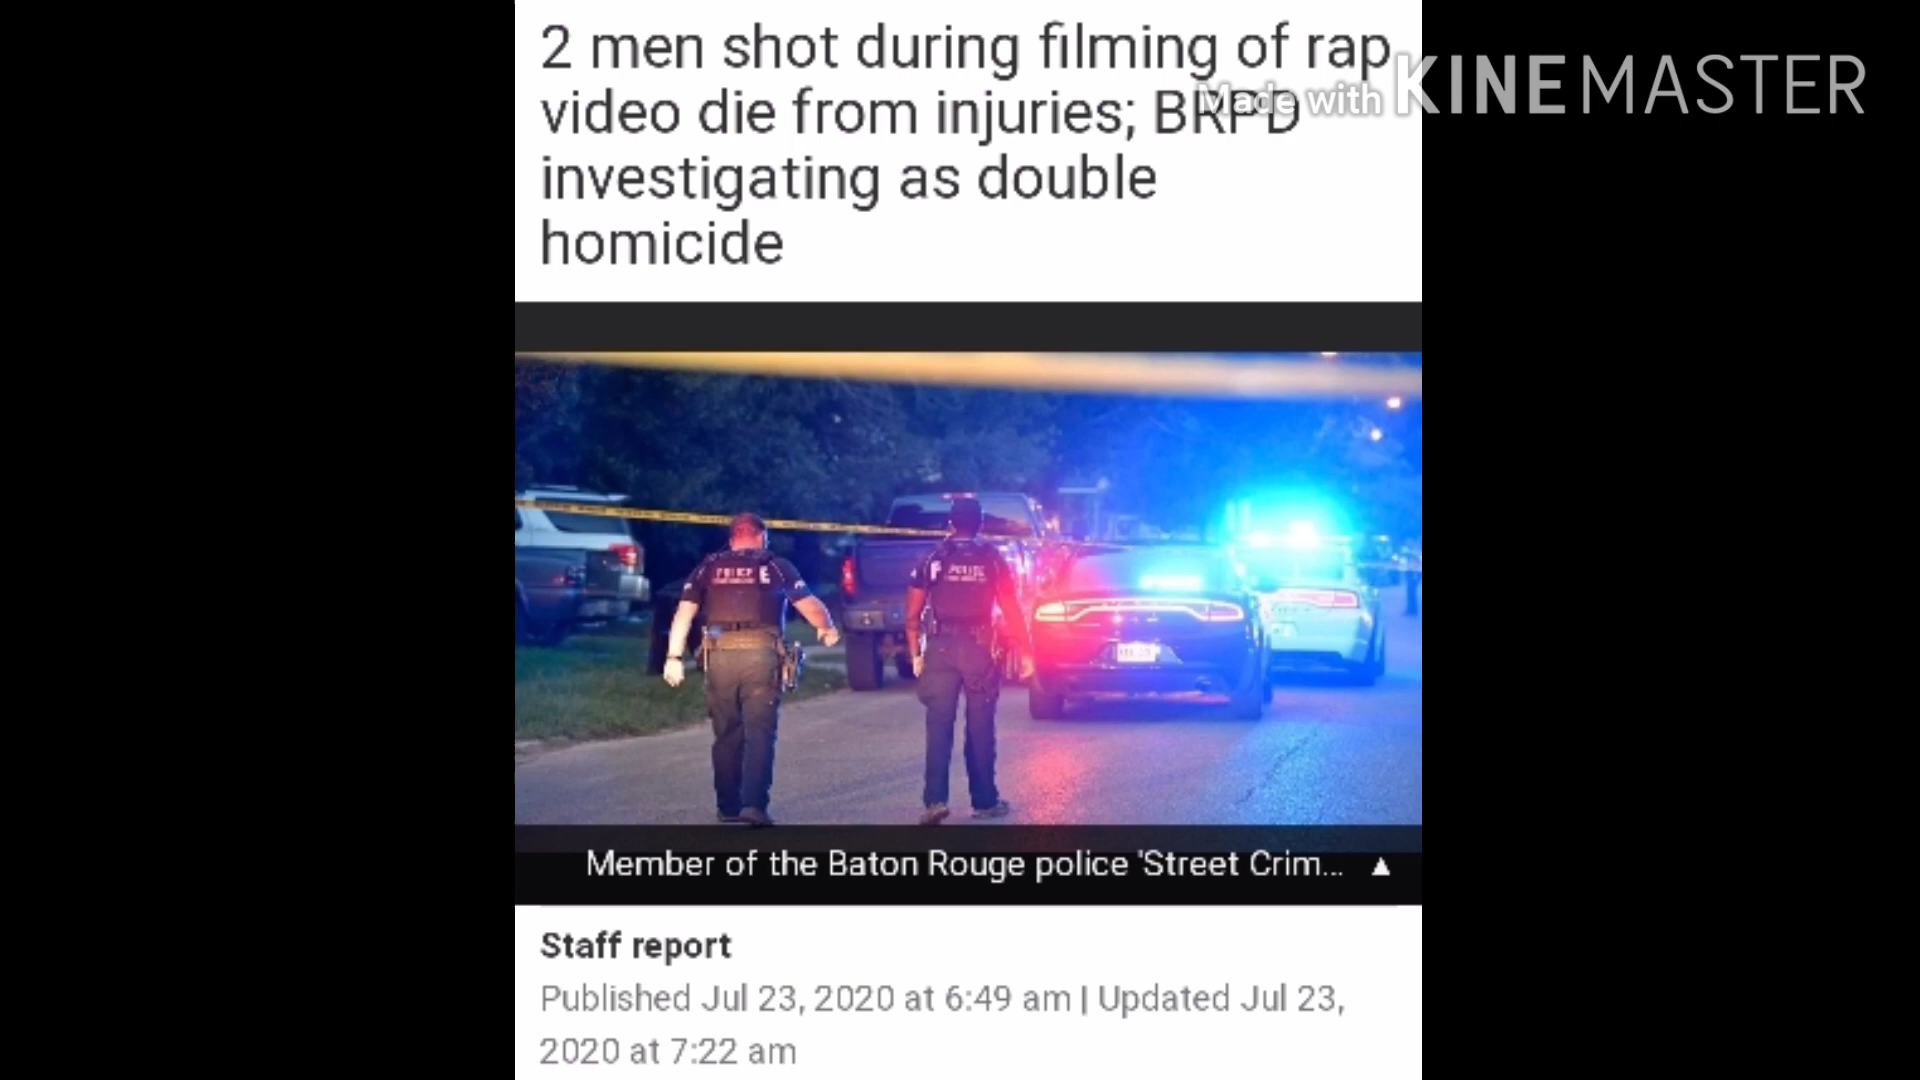 2 men shot during filming of rap
video die from injuries; BRPD
investigating as double
homicide
Made with KINEMASTER
POLICE
POLICE
Member of the Baton Rouge police 'Street Crim... ▲
Staff report
Published Jul 23, 2020 at 6:49 am | Updated Jul 23,
2020 at 7:22 am